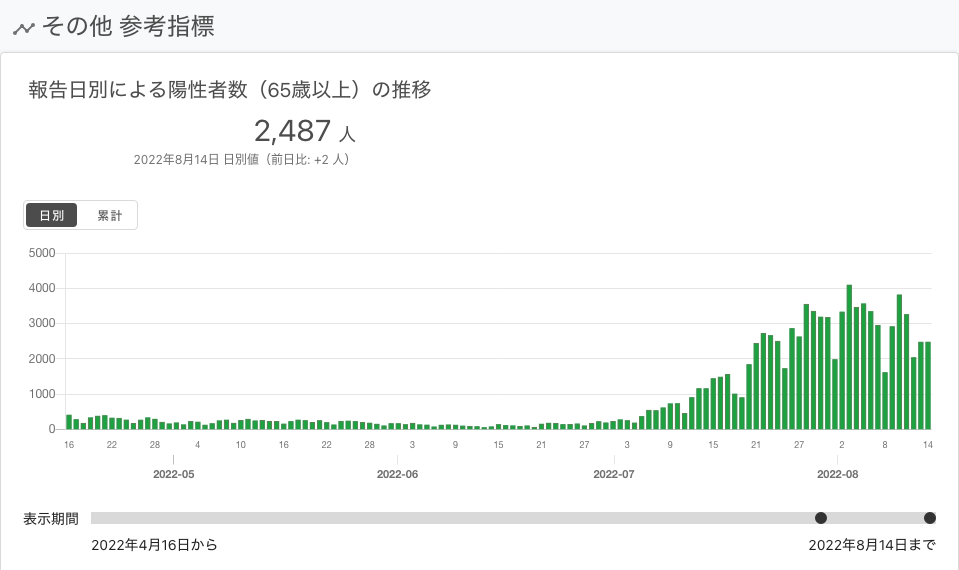 その他 参考指標
報告日別による陽性者数（65歳以上）の推移
2,487 人
2022年8月14日 日別値（前日比: +2 人）
日別 累計
5000
4000
3000
2000
1000
0
16 22 28 4 10 16 22 28 3 9 15 21 27 3 9 15 21 27 2 8 14
2022-05 2022-06 2022-07 2022-08
表示期間
2022年4月16日から 2022年8月14日まで